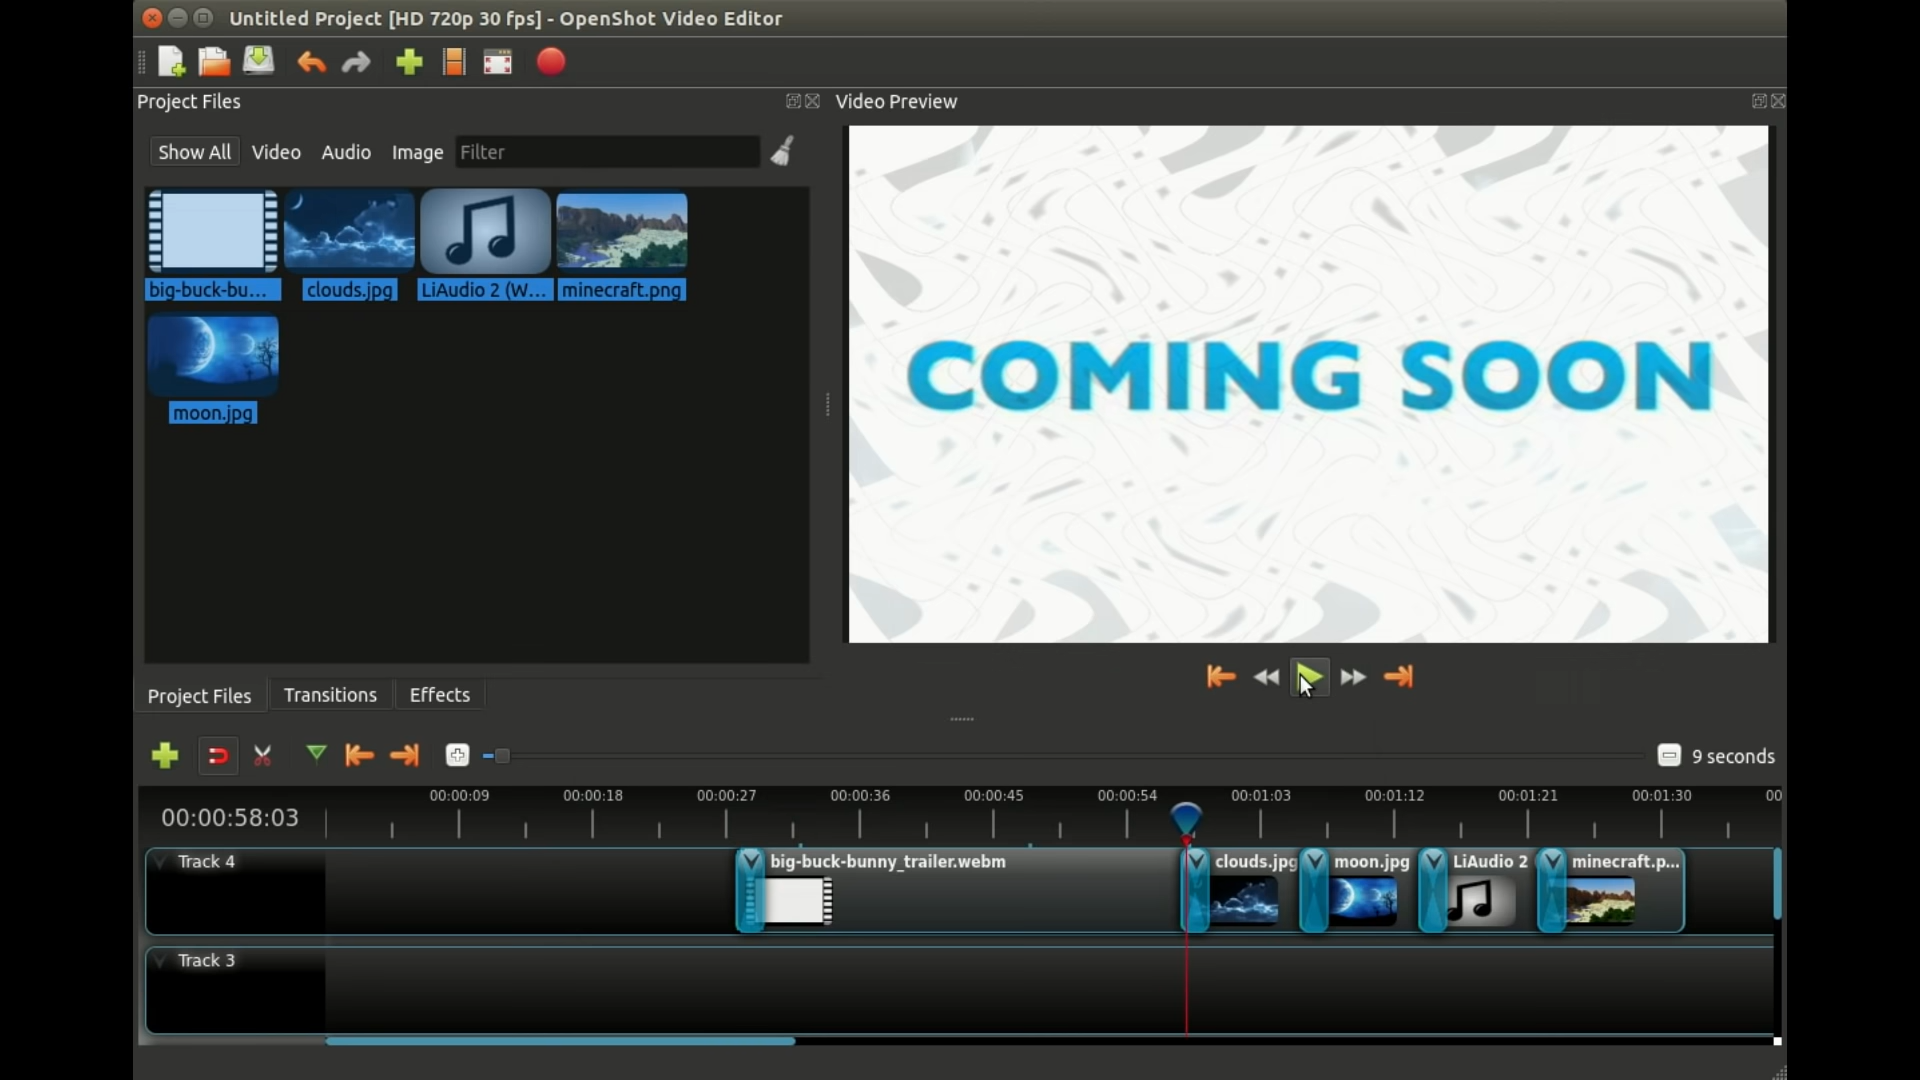 Untitled Project [HD 720p 30 fps] - OpenShot Video Editor
Project Files
Video Preview
Show All Video Audio Image Filter
big-buck-bu... clouds.jpg LiAudio 2 (W... minecraft.png
moon.jpg
COMING SOON
Project Files Transitions Effects
9 seconds
00:00:58:03
00:00:09 00:00:18 00:00:27 00:00:36 00:00:45 00:00:54 00:01:03 00:01:12 00:01:21 00:01:30 00
Track 4
big-buck-bunny_trailer.webm clouds.jpg moon.jpg LiAudio 2 minecraft.p...
Track 3